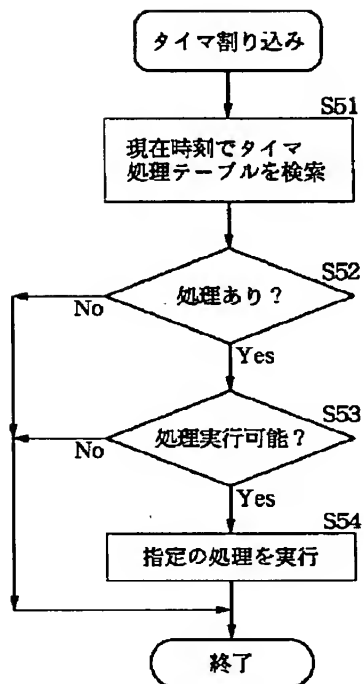 タイマ割り込み
S51
現在時刻でタイマ
処理テーブルを検索
S52
処理あり？
No
Yes
S53
処理実行可能？
No
Yes
S54
指定の処理を実行
終了